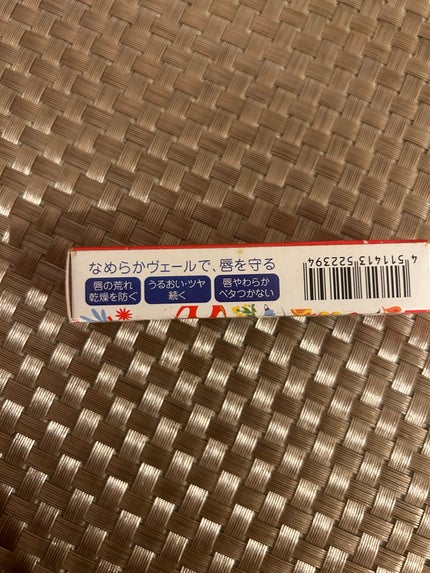 なめらかヴェールで、唇を守る
唇の荒れ
乾燥を防ぐ
うるおい・ツヤ
続く
唇やわらか
ベタつかない
4 511413 522394